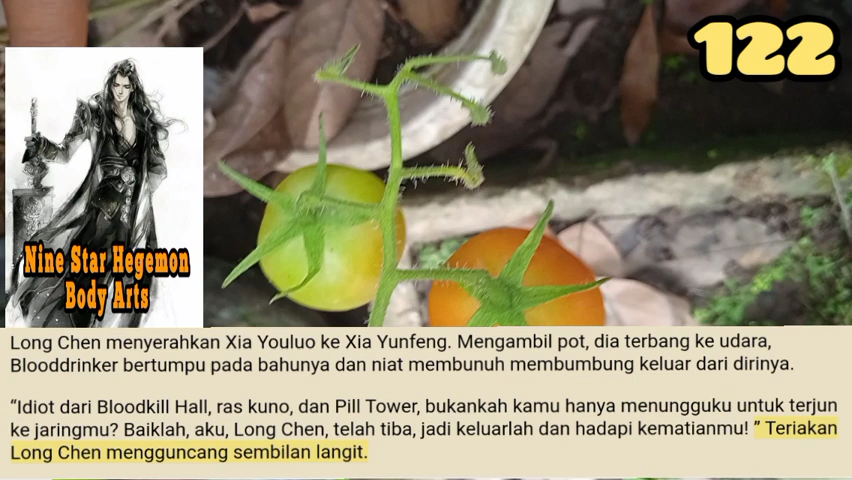 122
Nine Star Hegemon
Body Arts
Long Chen menyerahkan Xia Youluo ke Xia Yunfeng. Mengambil pot, dia terbang ke udara,
Blooddrinker bertumpu pada bahunya dan niat membunuh membumbung keluar dari dirinya.
“Idiot dari Bloodkill Hall, ras kuno, dan Pill Tower, bukankah kamu hanya menungguku untuk terjun
ke jaringmu? Baiklah, aku, Long Chen, telah tiba, jadi keluarlah dan hadapi kematianmu! ” Teriakan
Long Chen mengguncang sembilan langit.